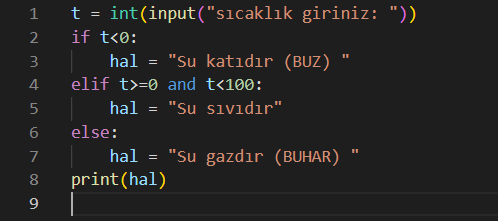 1 t = int(input("sıcaklık giriniz: "))
2 if t<0:
3     hal = "Su katıdır (BUZ) "
4 elif t>=0 and t<100:
5     hal = "Su sıvıdır"
6 else:
7     hal = "Su gazdır (BUHAR) "
8 print(hal)
9